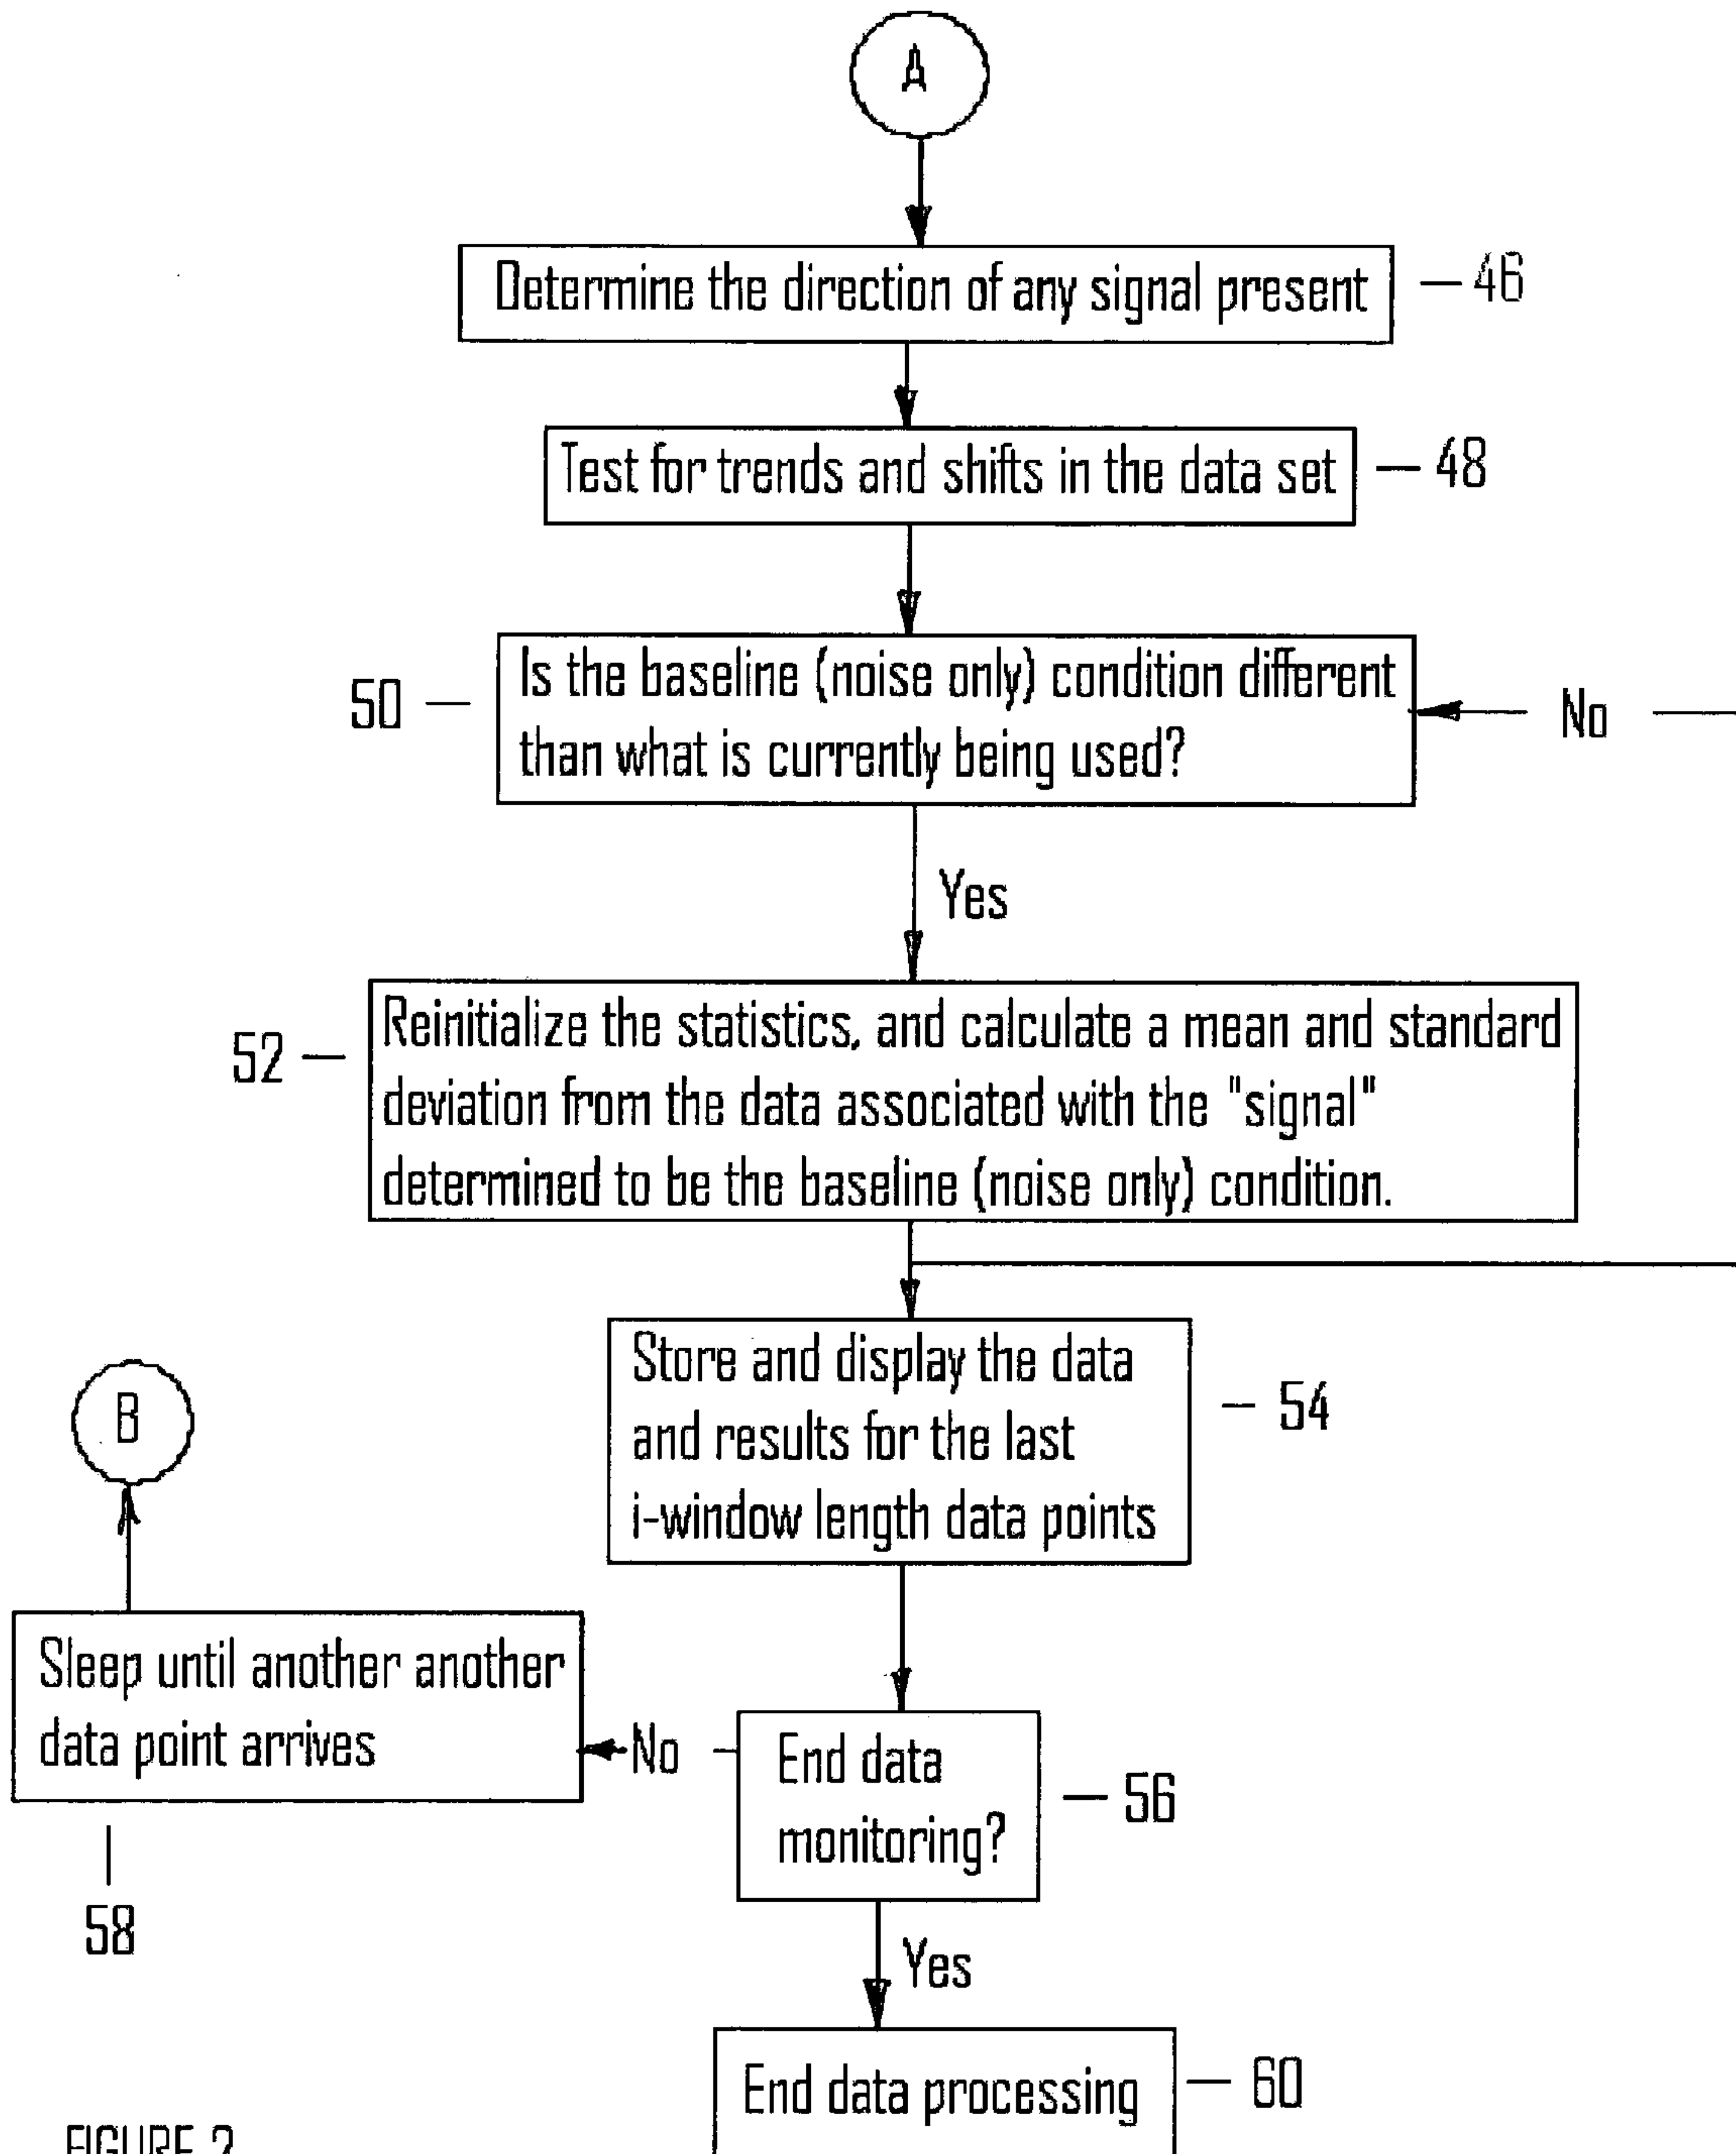 A
Determine the direction of any signal present
46
Test for trends and shifts in the data set
48
50
Is the baseline (noise only) condition different
than what is currently being used?
No
Yes
52
Reinitialize the statistics, and calculate a mean and standard
deviation from the data associated with the "signal"
determined to be the baseline (noise only) condition.
Store and display the data
and results for the last
i-window length data points
54
B
Sleep until another another
data point arrives
58
No
End data
monitoring?
56
Yes
End data processing
60
FIGURE 2